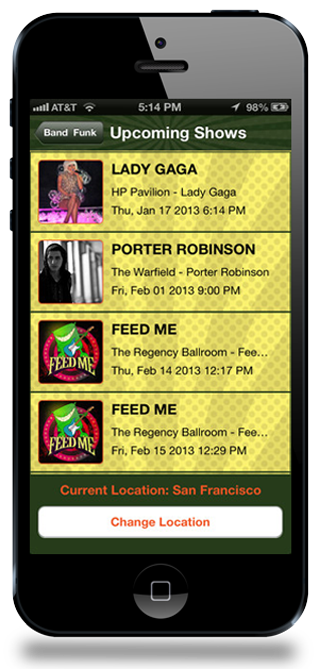 AT&T 5:14 PM 98%
Band Funk Upcoming Shows
LADY GAGA
HP Pavilion - Lady Gaga
Thu, Jan 17 2013 6:14 PM
PORTER ROBINSON
The Warfield - Porter Robinson
Fri, Feb 01 2013 9:00 PM
FEED ME
The Regency Ballroom - Fee...
Thu, Feb 14 2013 12:17 PM
FEED ME
FEED ME
The Regency Ballroom - Fee...
Fri, Feb 15 2013 12:29 PM
FEED ME
Current Location: San Francisco
Change Location